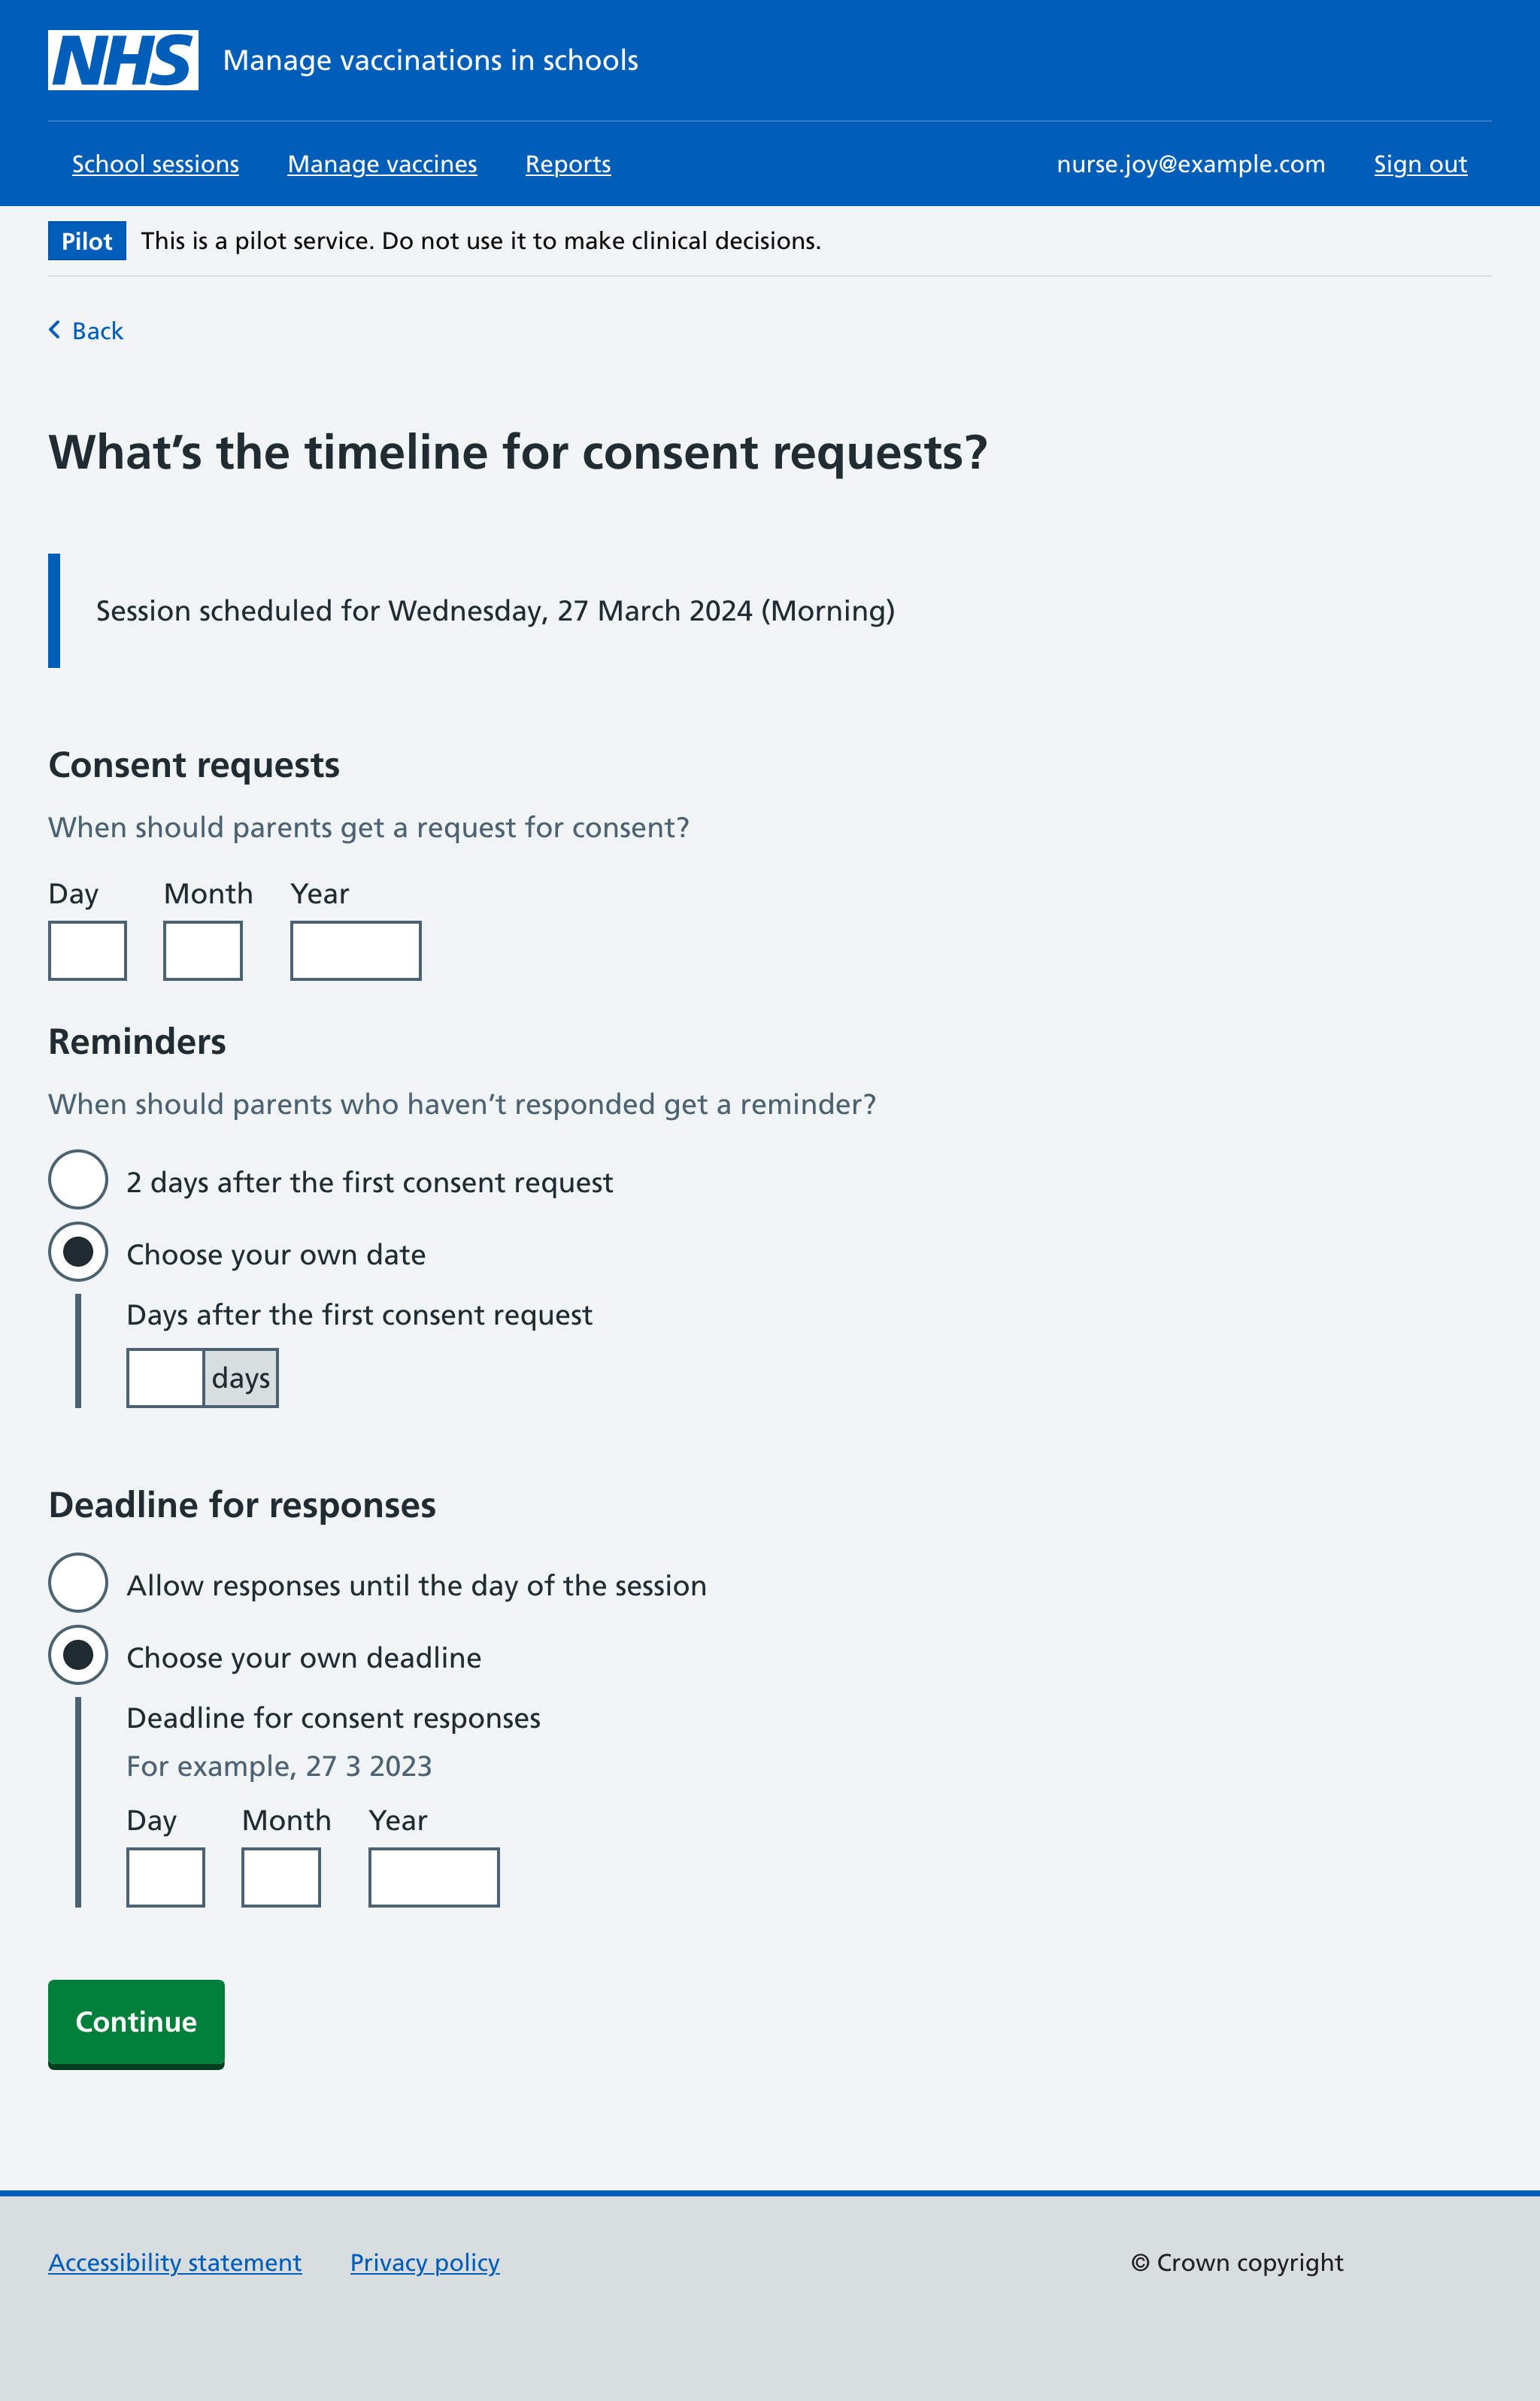 NHS Manage vaccinations in schools
School sessions Manage vaccines Reports nurse.joy@example.com Sign out
Pilot This is a pilot service. Do not use it to make clinical decisions.
Back
What’s the timeline for consent requests?
Session scheduled for Wednesday, 27 March 2024 (Morning)
Consent requests
When should parents get a request for consent?
Day Month Year
Reminders
When should parents who haven’t responded get a reminder?
2 days after the first consent request
Choose your own date
Days after the first consent request
days
Deadline for responses
Allow responses until the day of the session
Choose your own deadline
Deadline for consent responses
For example, 27 3 2023
Day Month Year
Continue
Accessibility statement Privacy policy © Crown copyright